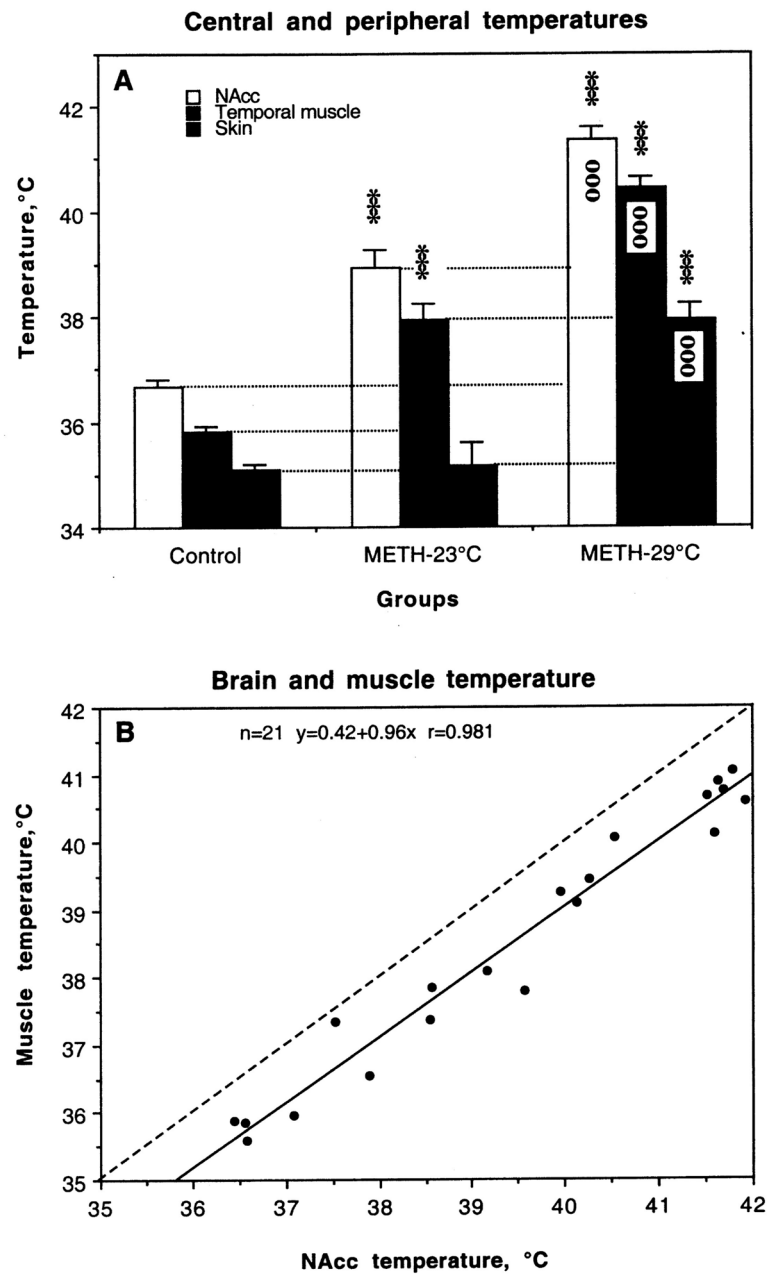 Central and peripheral temperatures
A
NAcc
Temporal muscle
Skin
Temperature,°C
42
40
38
36
34
*** 
***
***
***
***
000
000
000
Control METH-23°C METH-29°C
Groups
Brain and muscle temperature
B n=21 y=0.42+0.96x r=0.981
Muscle temperature,°C
42
41
40
39
38
37
36
35
35 36 37 38 39 40 41 42
NAcc temperature, °C